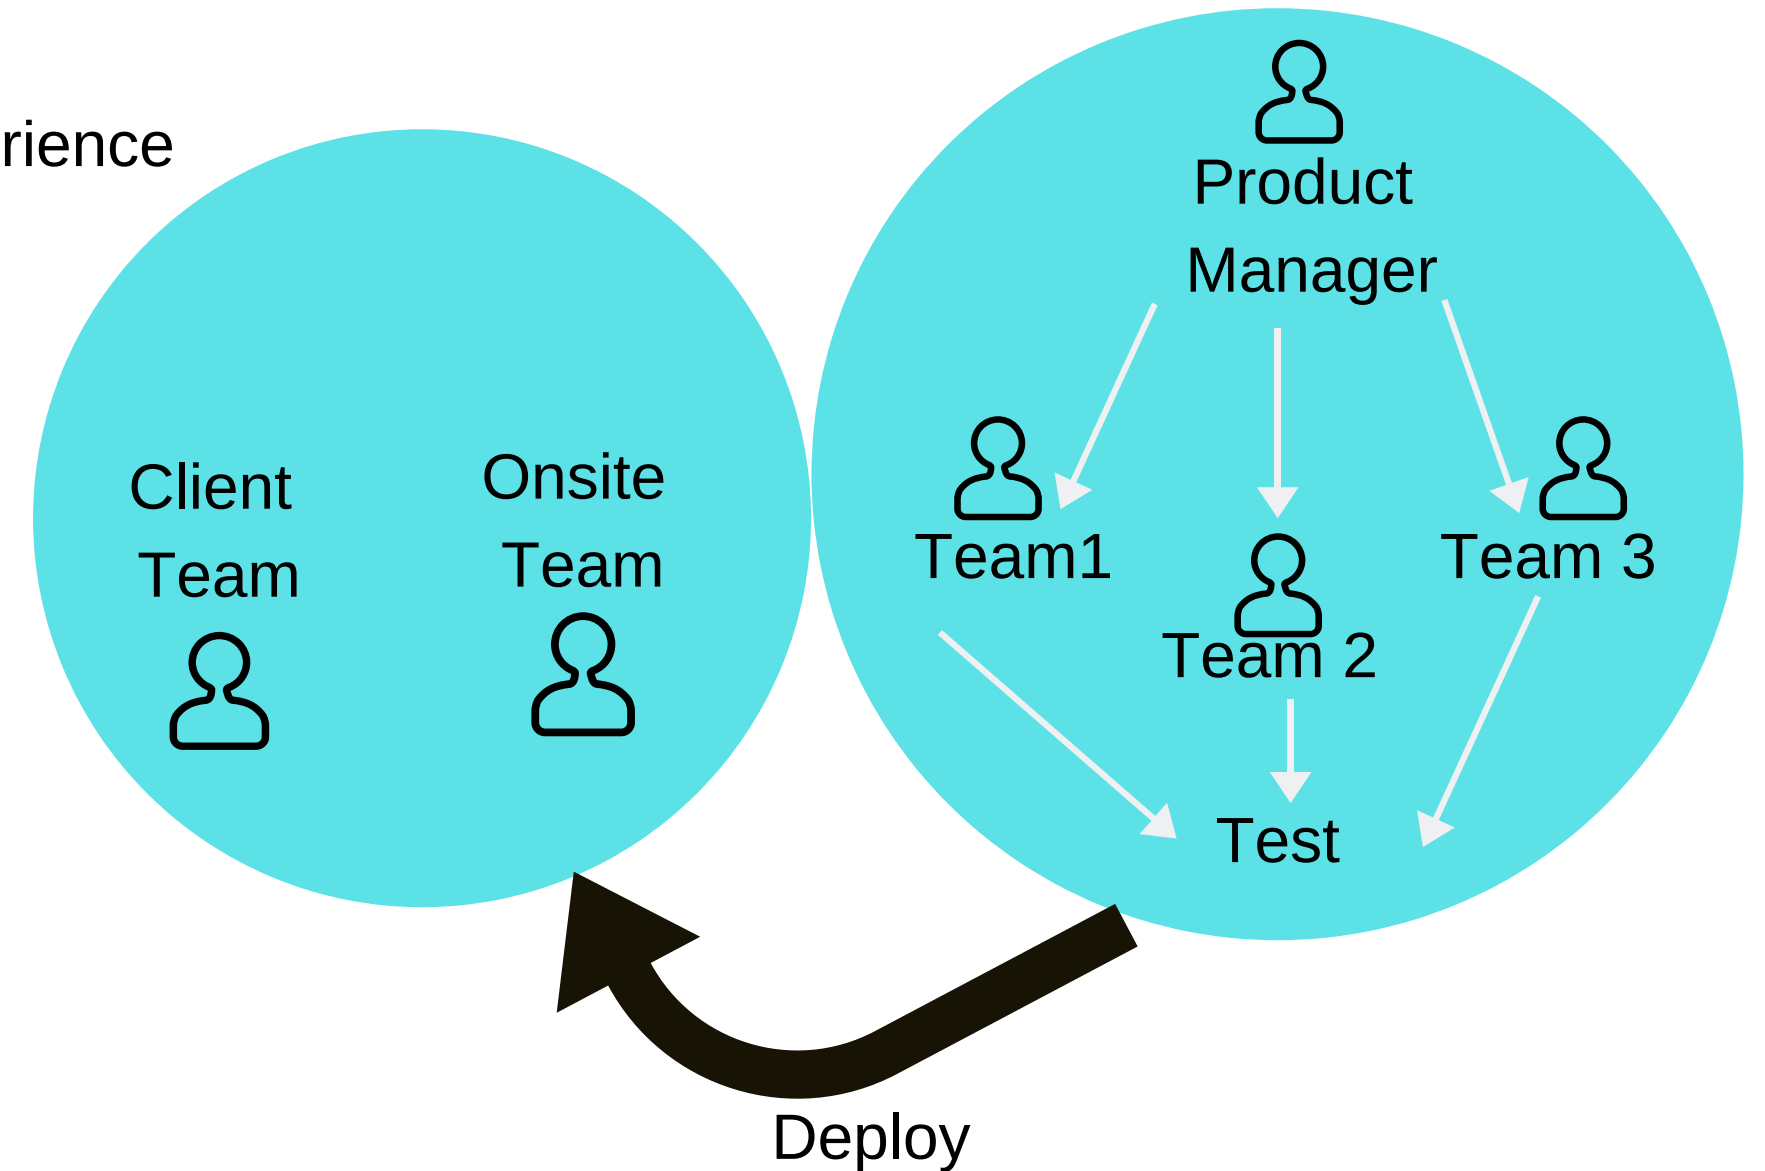 rience
Client
Team
Onsite
Team
Product
Manager
Team1
Team 2
Team 3
Test
Deploy